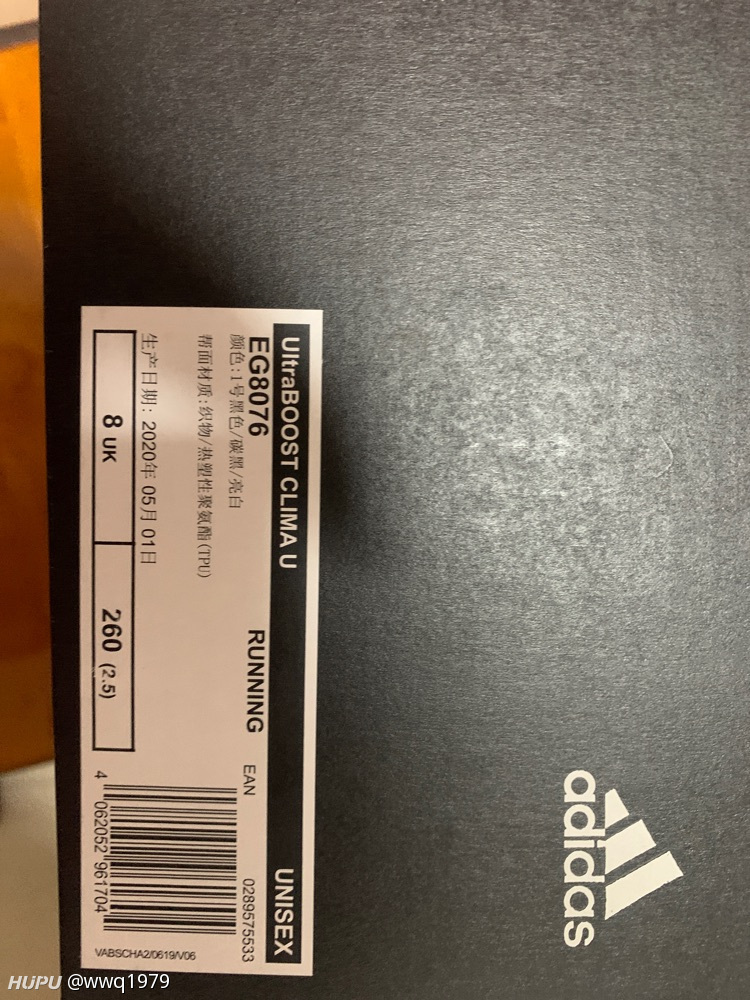 UltraBOOST CLIMA U UNISEX
EG8076 RUNNING EAN 0289575533
颜色:1号黑色/碳黑/亮白
帮面材质:织物/热塑性聚氨酯(TPU)
生产日期: 2020年 05月 01日
8 UK 260 (2.5)
4 062052 961704
VABSCHA2/0619/V06
adidas
HUPU @wwq1979